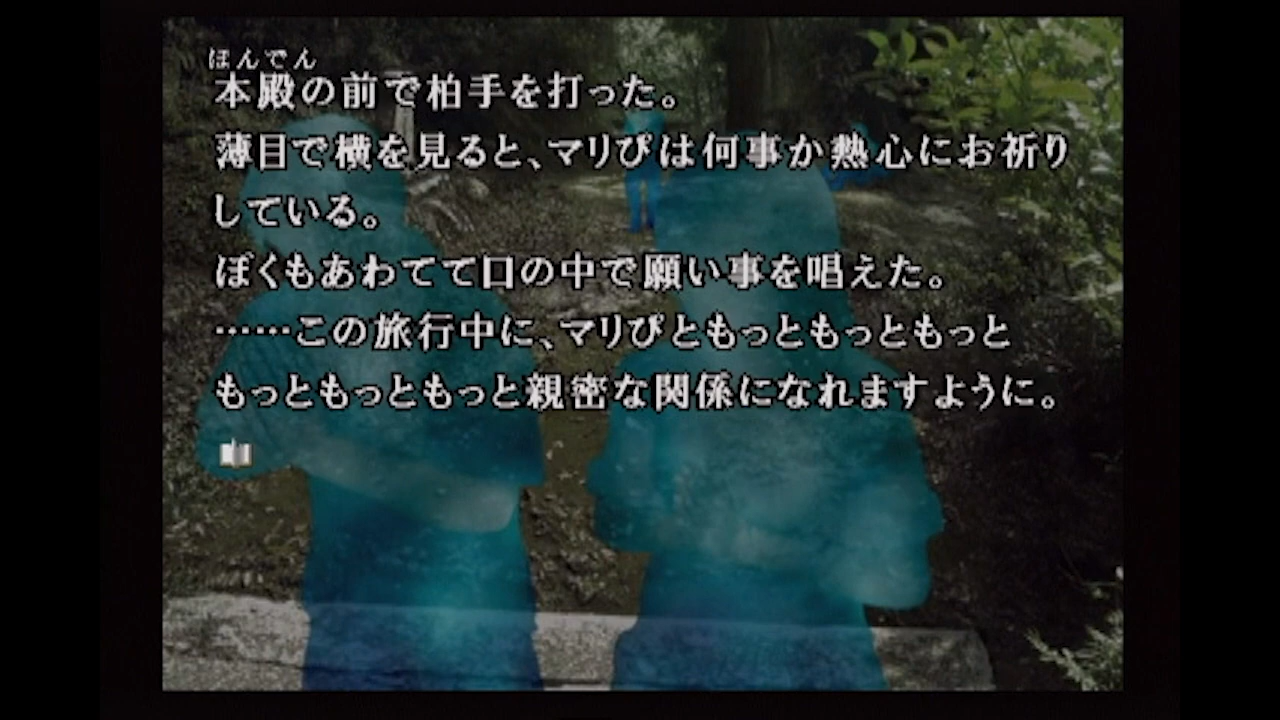 ほんでん
本殿の前で柏手を打った。
薄目で横を見ると、マリぴは何事か熱心にお祈り
している。
ぼくもあわてて口の中で願い事を唱えた。
……この旅行中に、マリぴともっともっともっと
もっともっともっと親密な関係になれますように。